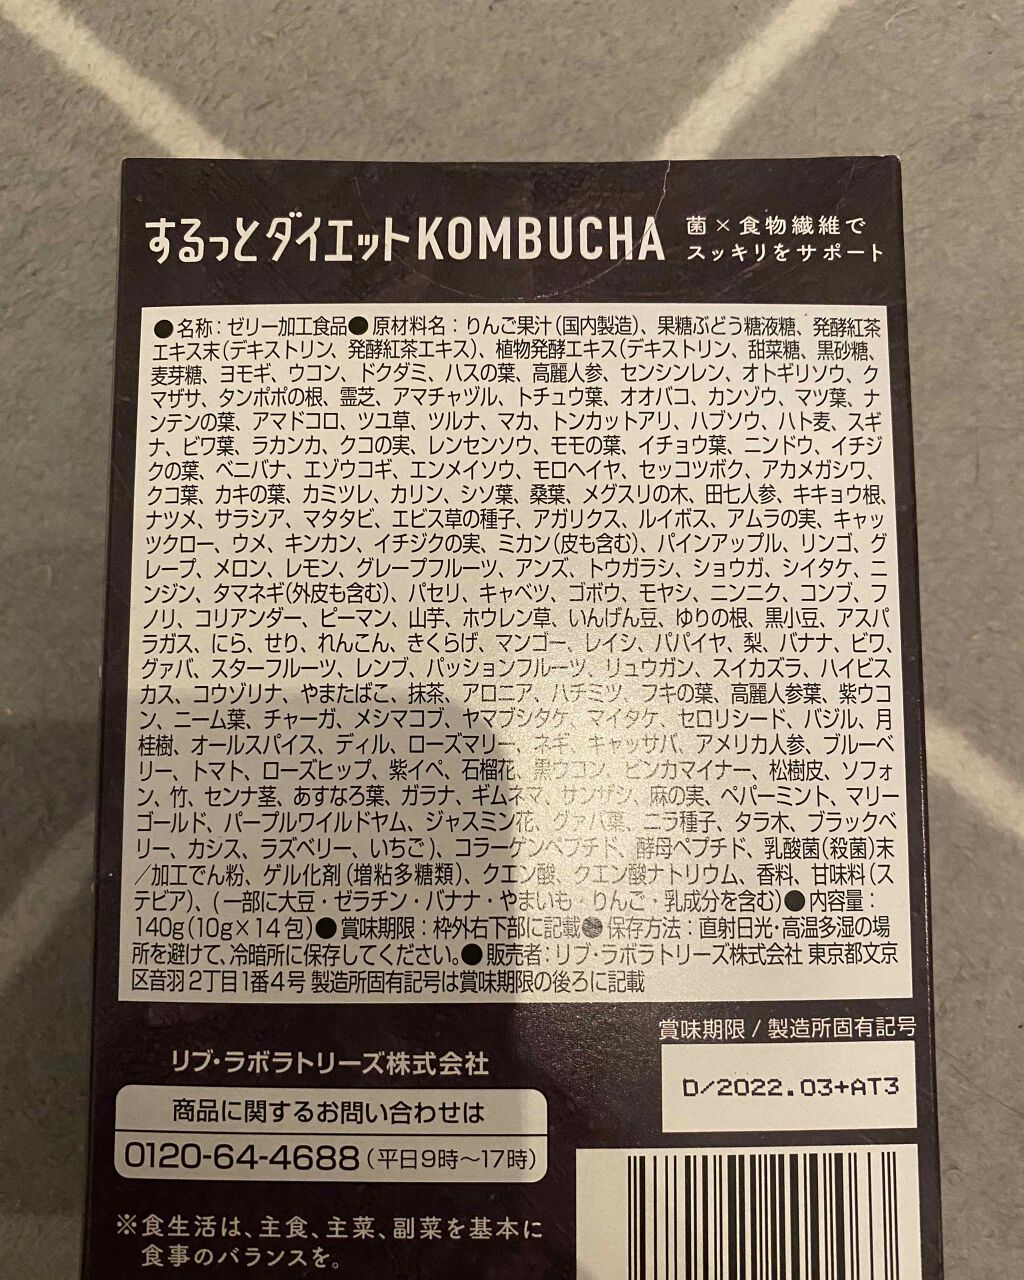 するっとダイエットKOMBUCHA
菌×食物繊維で
スッキリをサポート
●名称：ゼリー加工食品●原材料名：りんご果汁（国内製造）、果糖ぶどう糖液糖、発酵紅茶
エキス末（デキストリン、発酵紅茶エキス）、植物発酵エキス（デキストリン、甜菜糖、黒砂糖、
麦芽糖、ヨモギ、ウコン、ドクダミ、ハスの葉、高麗人参、センシンレン、オトギリソウ、ク
マザサ、タンポポの根、霊芝、アマチャヅル、トチュウ葉、オオバコ、カンゾウ、マツ葉、ナ
ンテンの葉、アマドコロ、ツユ草、ツルナ、マカ、トンカットアリ、ハブソウ、ハト麦、スギ
ナ、ビワ葉、ラカンカ、クコの実、レンセンソウ、モモの葉、イチョウ葉、ニンドウ、イチジ
クの葉、ベニバナ、エゾウコギ、エンメイソウ、モロヘイヤ、セッコツボク、アカメガシワ、
クコ葉、カキの葉、カミツレ、カリン、シソ葉、桑葉、メグスリの木、田七人参、キキョウ根、
ナツメ、サラシア、マタタビ、エビス草の種子、アガリクス、ルイボス、アムラの実、キャッ
ツクロー、ウメ、キンカン、イチジクの実、ミカン（皮も含む）、パインアップル、リンゴ、グ
レープ、メロン、レモン、グレープフルーツ、アンズ、トウガラシ、ショウガ、シイタケ、ニ
ンジン、タマネギ（外皮も含む）、パセリ、キャベツ、ゴボウ、モヤシ、ニンニク、コンブ、フ
ノリ、コリアンダー、ピーマン、山芋、ホウレン草、いんげん豆、ゆりの根、黒小豆、アスパ
ラガス、にら、せり、れんこん、きくらげ、マンゴー、レイシ、パパイヤ、梨、バナナ、ビワ、
グァバ、スターフルーツ、レンブ、パッションフルーツ、リュウガン、スイカズラ、ハイビス
カス、コウゾリナ、やまたばこ、抹茶、アロニア、ハチミツ、フキの葉、高麗人参葉、紫ウコ
ン、ニーム葉、チャーガ、メシマコブ、ヤマブシタケ、マイタケ、セロリシード、バジル、月
桂樹、オールスパイス、ディル、ローズマリー、ネギ、キャッサバ、アメリカ人参、ブルーベ
リー、トマト、ローズヒップ、紫イペ、石榴花、黒ウコン、ビンカマイナー、松樹皮、ソフォ
ン、竹、センナ茎、あすなろ葉、ガラナ、ギムネマ、サンザシ、麻の実、ペパーミント、マリー
ゴールド、パープルワイルドヤム、ジャスミン花、グァバ葉、ニラ種子、タラ木、ブラックベ
リー、カシス、ラズベリー、いちご）、コラーゲンペプチド、酵母ペプチド、乳酸菌（殺菌）末
／加工でん粉、ゲル化剤（増粘多糖類）、クエン酸、クエン酸ナトリウム、香料、甘味料（ス
テビア）、（一部に大豆・ゼラチン・バナナ・やまいも・りんご・乳成分を含む）●内容量：
140g（10g×14包）●賞味期限：枠外右下部に記載●保存方法：直射日光・高温多湿の場
所を避けて、冷暗所に保存してください。●販売者：リブ・ラボラトリーズ株式会社 東京都文京
区音羽2丁目1番4号 製造所固有記号は賞味期限の後ろに記載
賞味期限 / 製造所固有記号
D/2022.03+AT3
リブ・ラボラトリーズ株式会社
商品に関するお問い合わせは
0120-64-4688（平日9時〜17時）
※食生活は、主食、主菜、副菜を基本に
食事のバランスを。